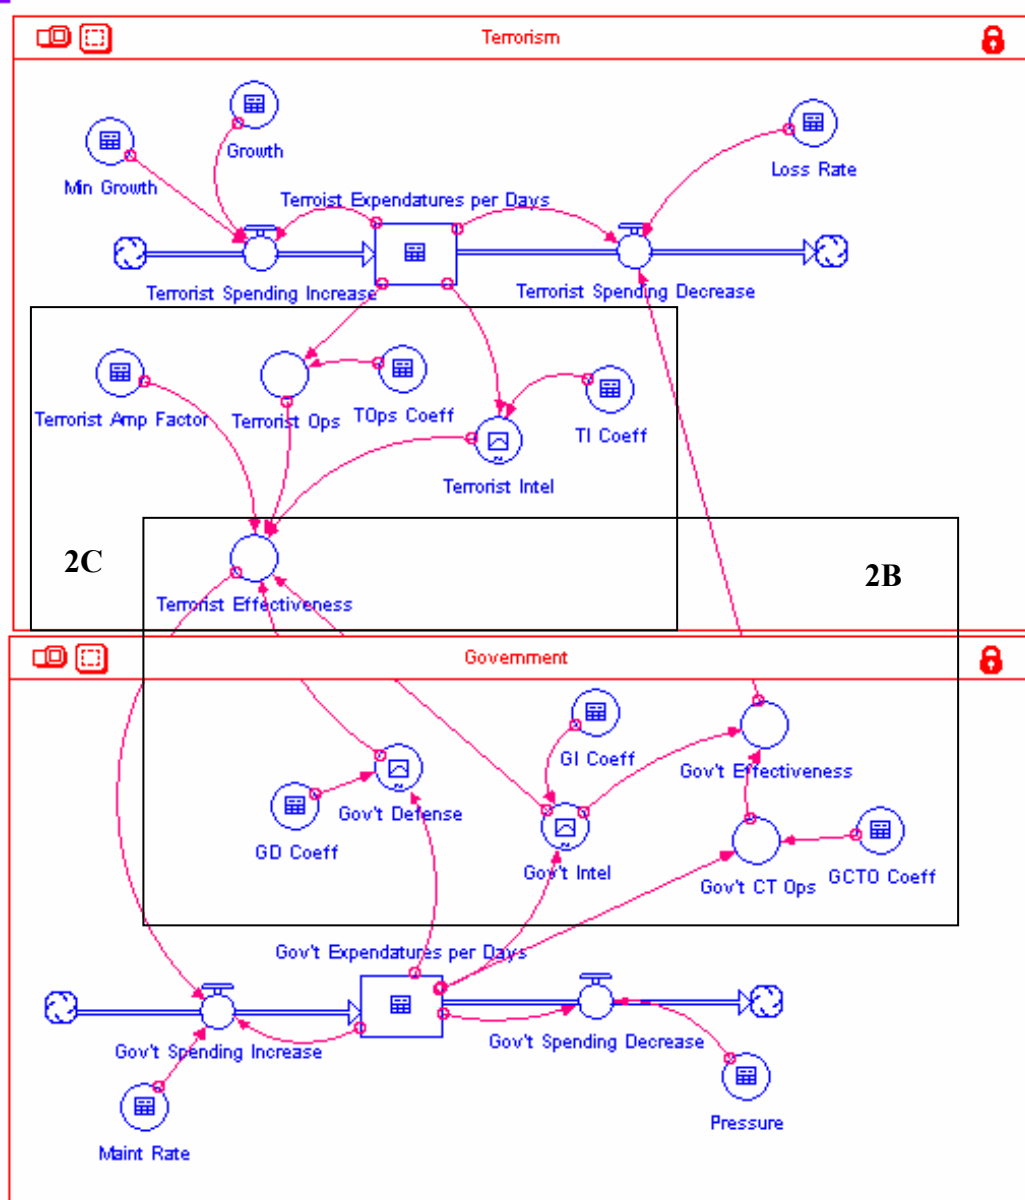 Terrorism
Growth
Min Growth
Loss Rate
Terroist Expendatures per Days
Terrorist Spending Increase
Terrorist Spending Decrease
Terrorist Amp Factor
Terrorist Ops
TOps Coeff
TI Coeff
Terrorist Intel
2C
2B
Terrorist Effectiveness
Government
GI Coeff
Gov't Effectiveness
Gov't Defense
GD Coeff
Gov't Intel
Gov't CT Ops
GCTO Coeff
Gov't Expendatures per Days
Gov't Spending Increase
Gov't Spending Decrease
Maint Rate
Pressure